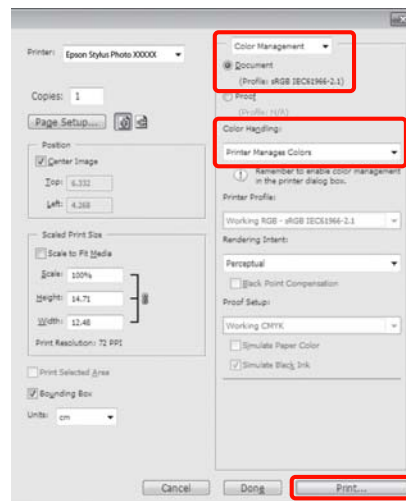 Printer: Epson Stylus Photo XXXXX
Copies: 1
Page Setup...
Position
Center Image
Top: 6.332
Left: 4.268
Scaled Print Size
Scale to Fit Media
Scale: 100%
Height: 14.71
Width: 12.48
Print Resolution: 72 PPI
Print Selected Area
Bounding Box
Units: cm
Color Management
Document
(Profile: sRGB IEC61966-2.1)
Proof
(Profile: N/A)
Color Handling:
Printer Manages Colors
Remember to enable color management
in the printer dialog box.
Printer Profile:
Working RGB - sRGB IEC61966-2.1
Rendering Intent:
Perceptual
Black Point Compensation
Proof Setup:
Working CMYK
Simulate Paper Color
Simulate Black Ink
Cancel
Done
Print...